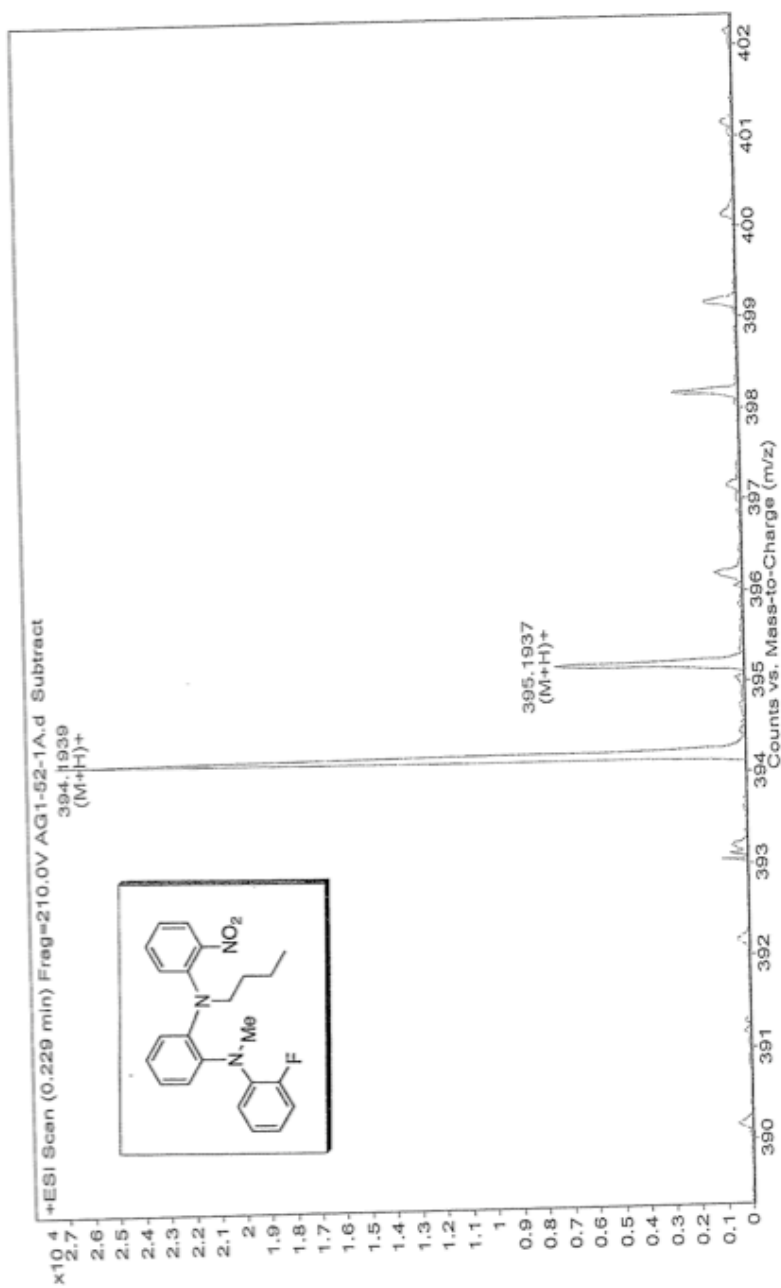 +ESI Scan (0.229 min) Frag=210.0V AG1-52-1A.d Subtract
x10 4
2.7
2.6
2.5
2.4
2.3
2.2
2.1
2
1.9
1.8
1.7
1.6
1.5
1.4
1.3
1.2
1.1
1
0.9
0.8
0.7
0.6
0.5
0.4
0.3
0.2
0.1
0
394.1939
(M+H)+
395.1937
(M+H)+
N
NO2
N
Me
F
390 391 392 393 394 395 396 397 398 399 400 401 402
Counts vs. Mass-to-Charge (m/z)